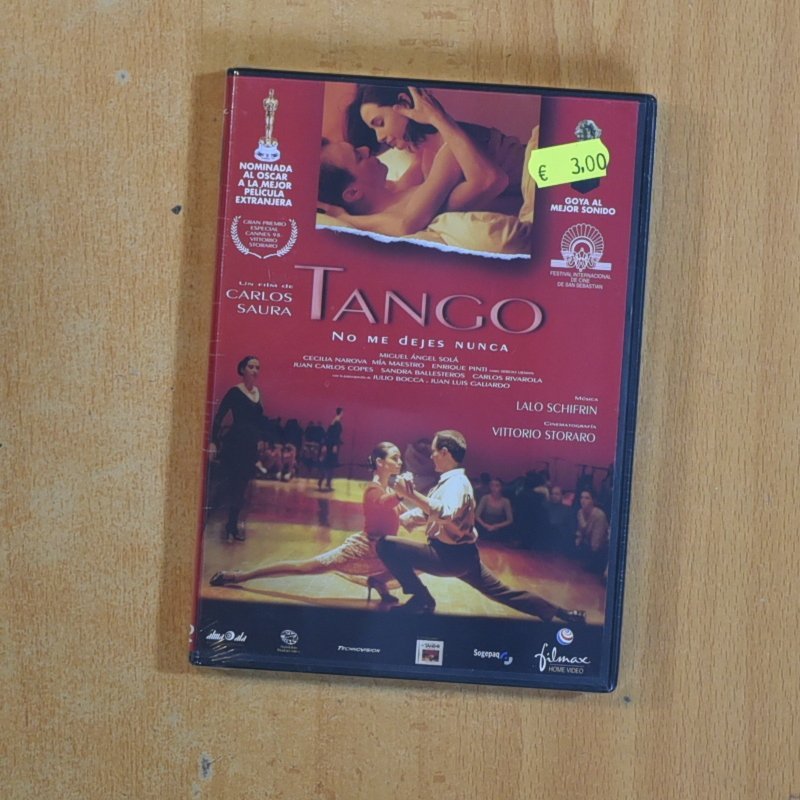 NOMINADA
AL OSCAR
A LA MEJOR
PELÍCULA
EXTRANJERA
GRAN PREMIO
ESPECIAL
CANNES 98
VITTORIO
STORARO
€ 3,00
GOYA AL
MEJOR SONIDO
FESTIVAL INTERNACIONAL
DE CINE
DE SAN SEBASTIAN
UN FILM DE
CARLOS
SAURA
TANGO
NO ME DEJES NUNCA
MIGUEL ÁNGEL SOLÁ
CECILIA NAROVA MÍA MAESTRO ENRIQUE PINTI
JUAN CARLOS COPES SANDRA BALLESTEROS CARLOS RIVAROLA
JULIO BOCCA Y JUAN LUIS GALIARDO
MÚSICA
LALO SCHIFRIN
CINEMATOGRAFÍA
VITTORIO STORARO
TECHNOVISION
Sogepaq
filmax
HOME VIDEO